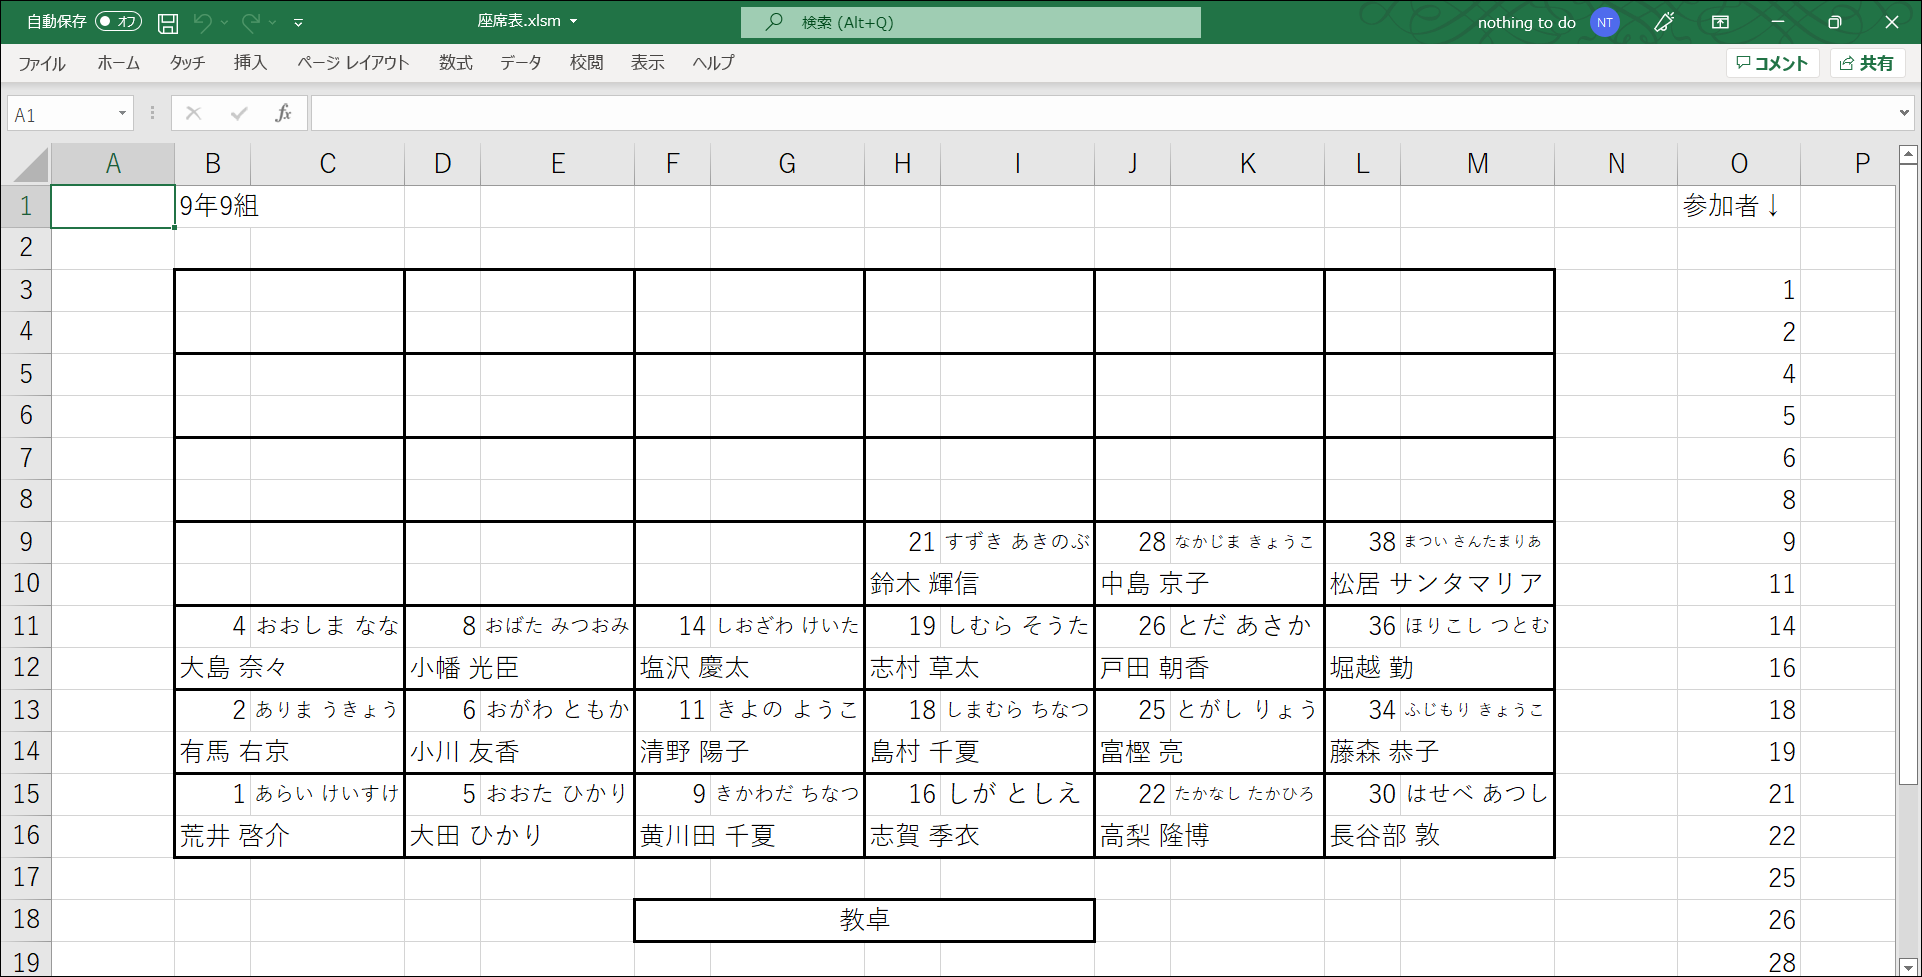 自動保存 オフ 座席表.xlsm 検索 (Alt+Q) nothing to do NT
ファイル ホーム タッチ 挿入 ページ レイアウト 数式 データ 校閲 表示 ヘルプ コメント 共有
A1 fx
A B C D E F G H I J K L M N O P
1 9年9組 参加者↓
2
3 1
4 2
5 4
6 5
7 6
8 8
9 21 すずき あきのぶ 28 なかじま きょうこ 38 まつい さんたまりあ 9
10 鈴木 輝信 中島 京子 松居 サンタマリア 11
11 4 おおしま なな 8 おばた みつおみ 14 しおざわ けいた 19 しむら そうた 26 とだ あさか 36 ほりこし つとむ 14
12 大島 奈々 小幡 光臣 塩沢 慶太 志村 草太 戸田 朝香 堀越 勤 16
13 2 ありま うきょう 6 おがわ ともか 11 きよの ようこ 18 しまむら ちなつ 25 とがし りょう 34 ふじもり きょうこ 18
14 有馬 右京 小川 友香 清野 陽子 島村 千夏 富樫 亮 藤森 恭子 19
15 1 あらい けいすけ 5 おおた ひかり 9 きかわだ ちなつ 16 しが としえ 22 たかなし たかひろ 30 はせべ あつし 21
16 荒井 啓介 大田 ひかり 黄川田 千夏 志賀 季衣 高梨 隆博 長谷部 敦 22
17 25
18 教卓 26
19 28